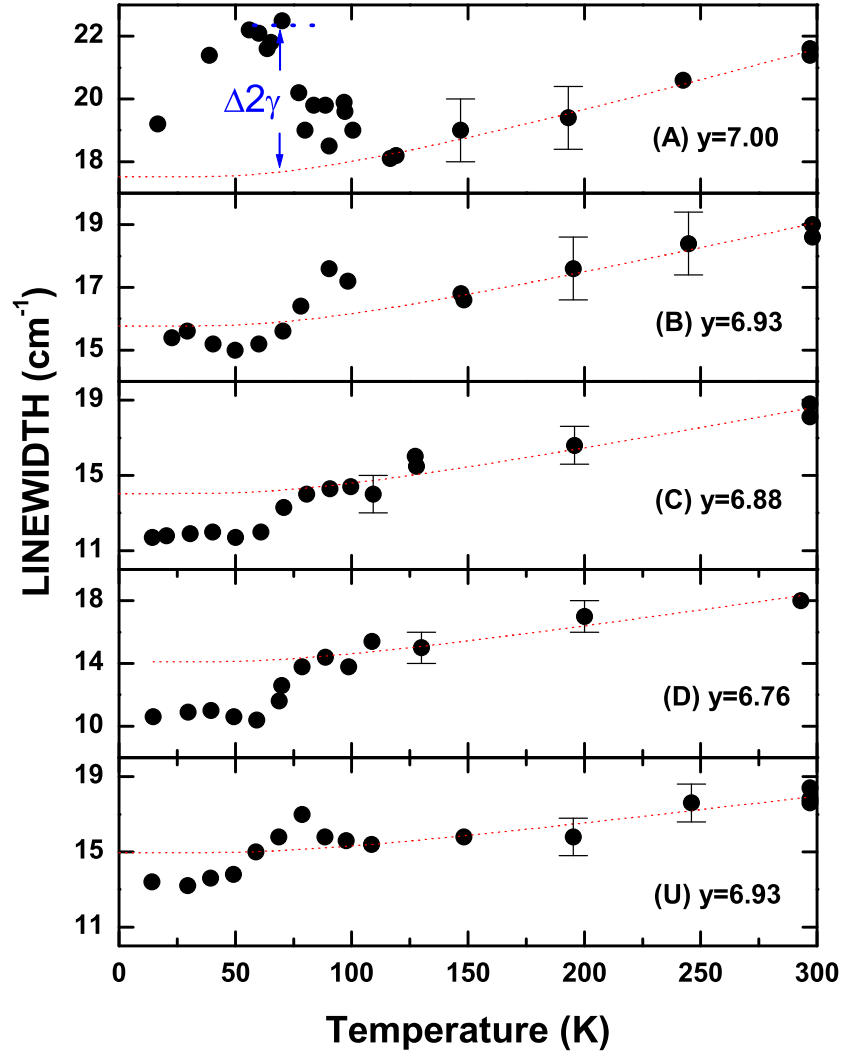 22
20
18
Δ2γ
(A) y=7.00
19
17
15
(B) y=6.93
19
15
11
(C) y=6.88
18
14
10
(D) y=6.76
19
15
11
(U) y=6.93
0 50 100 150 200 250 300
Temperature (K)
LINEWIDTH (cm⁻¹)